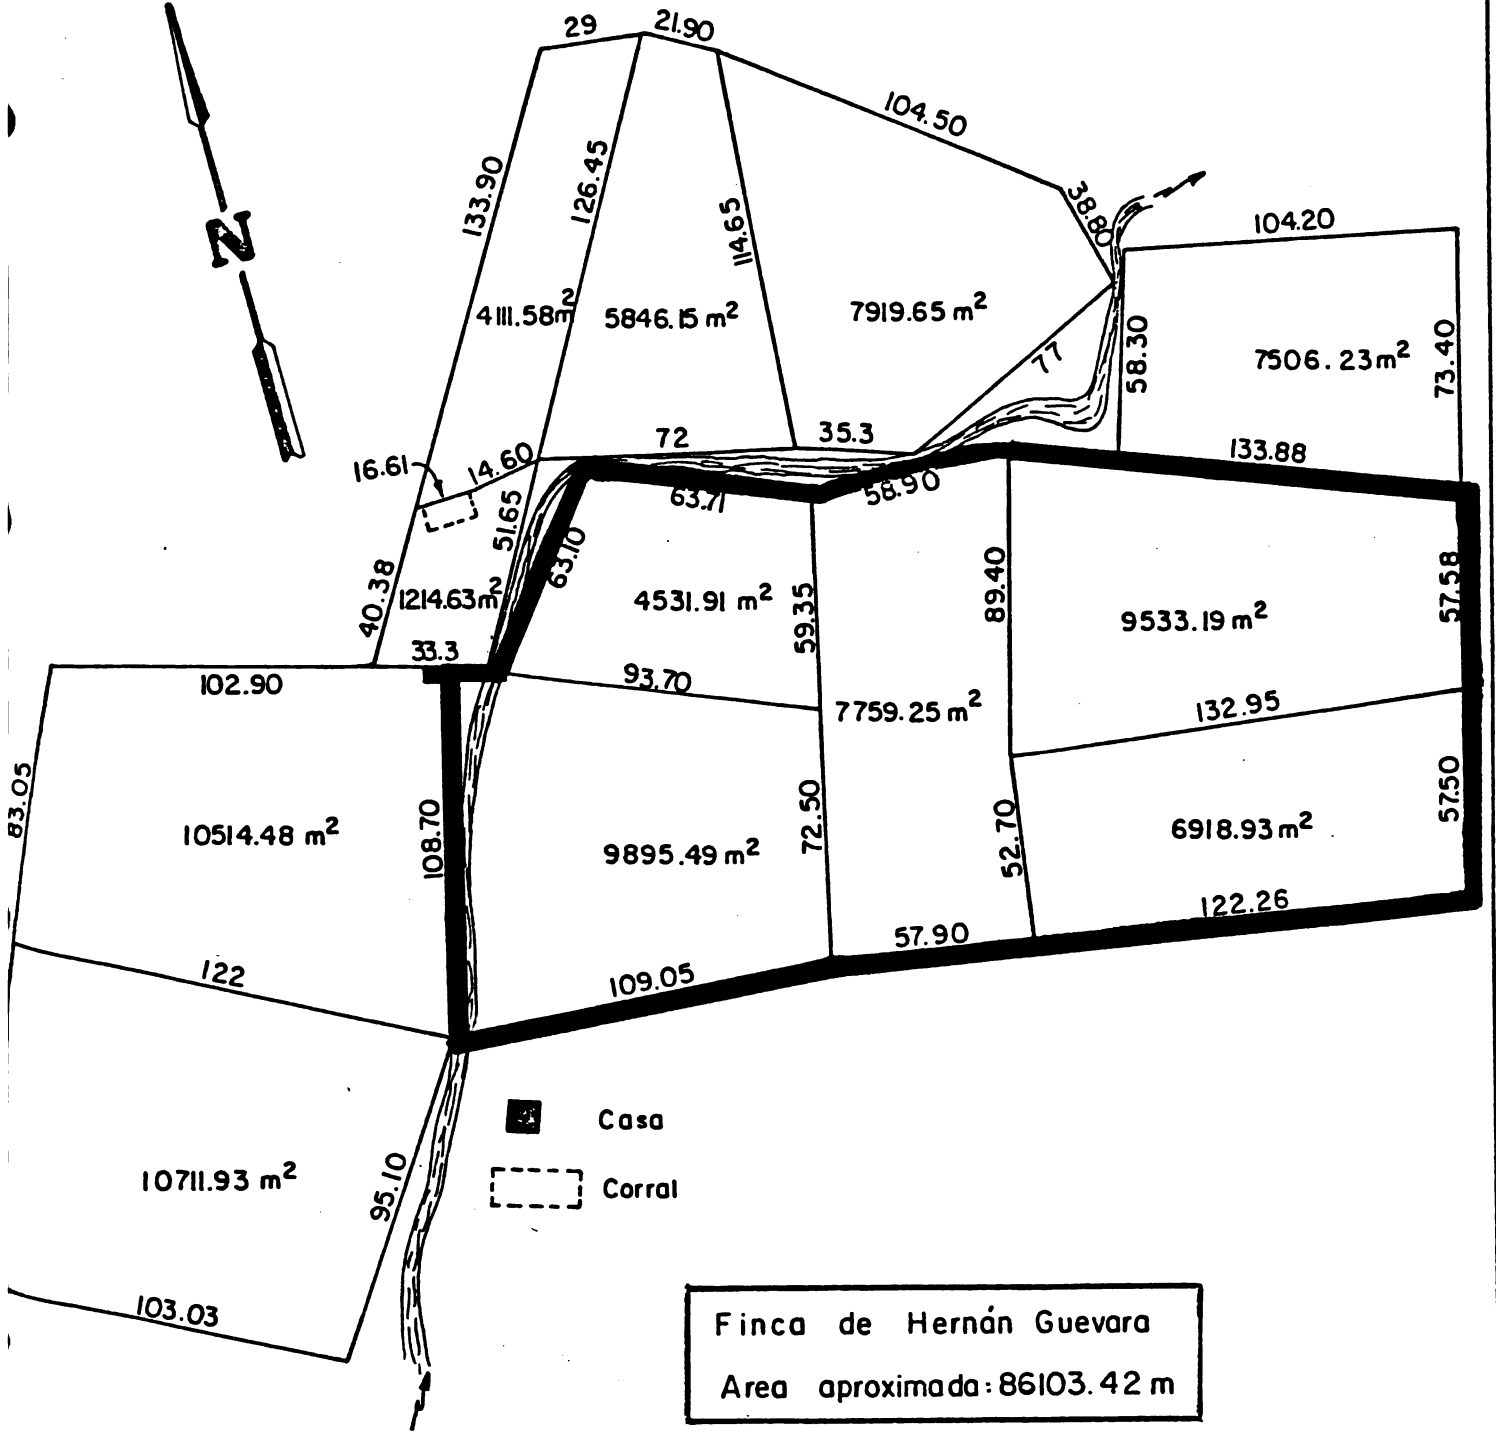 29
21.90
104.50
133.90
126.45
114.65
38.80
104.20
4111.58m²
5846.15 m²
7919.65 m²
77
58.30
7506.23m²
73.40
72
35.3
133.88
16.61
14.60
63.71
58.90
51.65
63.10
40.38
1214.63m²
33.3
4531.91 m²
59.35
89.40
9533.19 m²
57.58
N
102.90
93.70
7759.25 m²
132.95
83.05
10514.48 m²
108.70
9895.49 m²
72.50
52.70
6918.93 m²
57.50
122.26
57.90
122
109.05
10711.93 m²
95.10
103.03
Casa
Corral
Finca de Hernán Guevara
Area aproximada: 86103.42 m